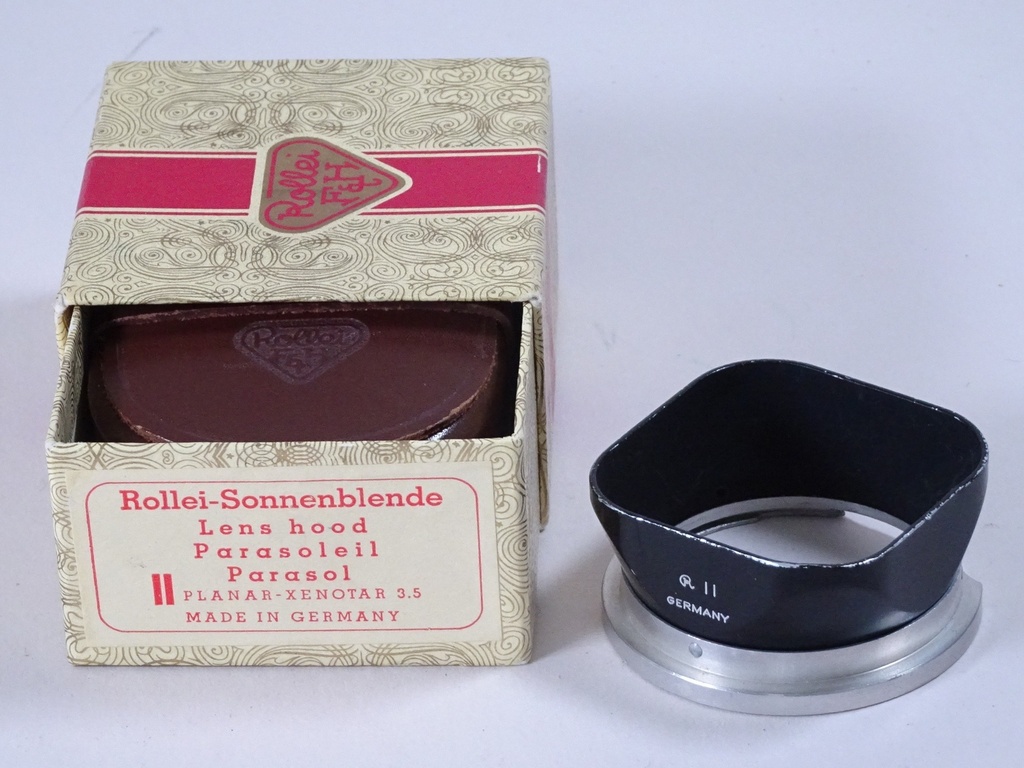 Rollei
F&H
Rollei
F&H
Rollei-Sonnenblende
Lens hood
Parasoleil
Parasol
II PLANAR-XENOTAR 3.5
MADE IN GERMANY
R II
GERMANY